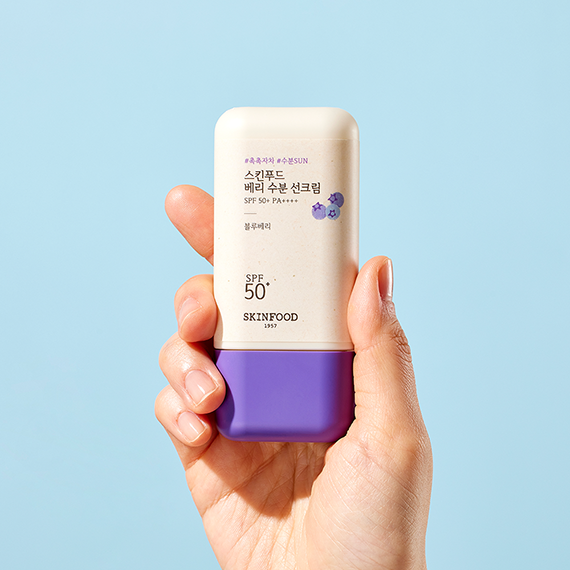 #촉촉자차 #수분SUN
스킨푸드
베리 수분 선크림
SPF 50+ PA++++
블루베리
SPF
50+
SKINFOOD
1957